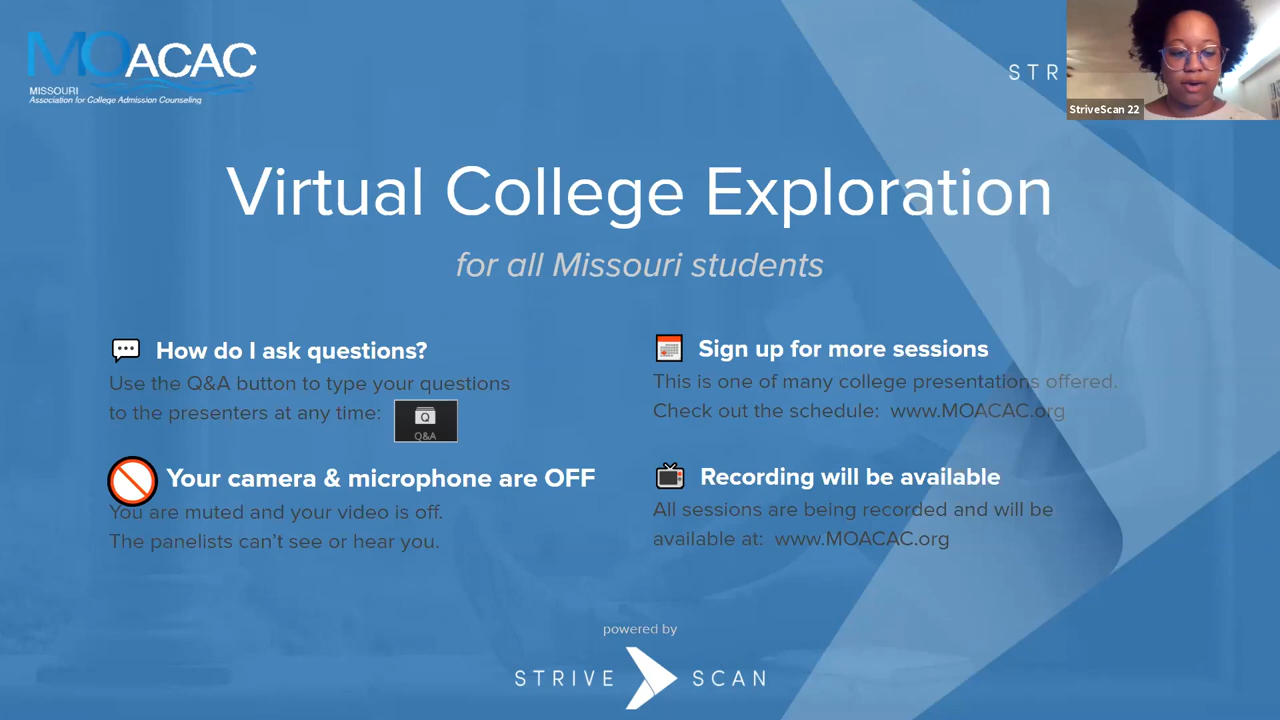 MOACAC
MISSOURI
Association for College Admission Counseling
STR
StriveScan 22
Virtual College Exploration
for all Missouri students
How do I ask questions?
Use the Q&A button to type your questions
to the presenters at any time:
Q
Q&A
Your camera & microphone are OFF
You are muted and your video is off.
The panelists can’t see or hear you.
Sign up for more sessions
This is one of many college presentations offered.
Check out the schedule: www.MOACAC.org
Recording will be available
All sessions are being recorded and will be
available at: www.MOACAC.org
powered by
STRIVE SCAN